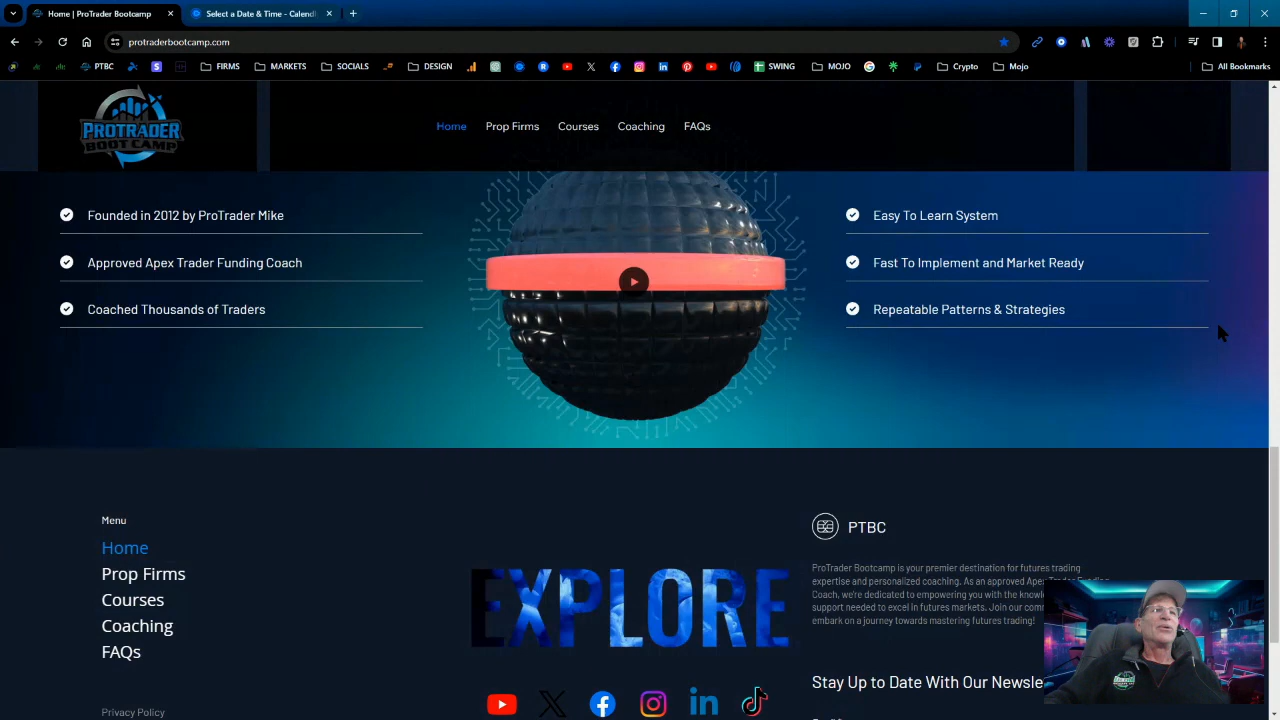 Home | ProTrader Bootcamp
Select a Date & Time - Calendl
protraderbootcamp.com
PTBC
FIRMS
MARKETS
SOCIALS
DESIGN
SWING
MOJO
Crypto
Mojo
All Bookmarks
PROTRADER
BOOT CAMP
Home
Prop Firms
Courses
Coaching
FAQs
Founded in 2012 by ProTrader Mike
Approved Apex Trader Funding Coach
Coached Thousands of Traders
Easy To Learn System
Fast To Implement and Market Ready
Repeatable Patterns & Strategies
Menu
Home
Prop Firms
Courses
Coaching
FAQs
Privacy Policy
EXPLORE
PTBC
ProTrader Bootcamp is your premier destination for futures trading
expertise and personalized coaching. As an approved Apex Trader Funding
Coach, we're dedicated to empowering you with the know
support needed to excel in futures markets. Join our com
embark on a journey towards mastering futures trading!
Stay Up to Date With Our Newsle